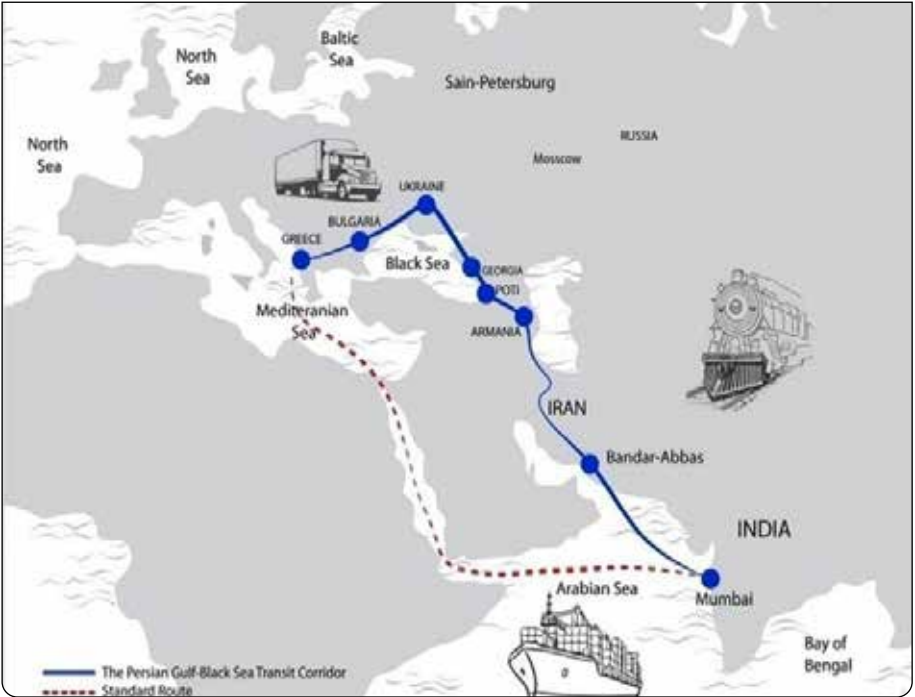 Baltic
Sea
North
Sea
Sain-Petersburg
North
Sea
RUSSIA
Mosscow
UKRAINE
BULGARIA
GREECE
Black Sea
GEORGIA
POTI
Mediteranian
Sea
ARMANIA
IRAN
Bandar-Abbas
INDIA
Arabian Sea
Mumbai
Bay of
Bengal
The Persian Gulf-Black Sea Transit Corridor
Standard Route